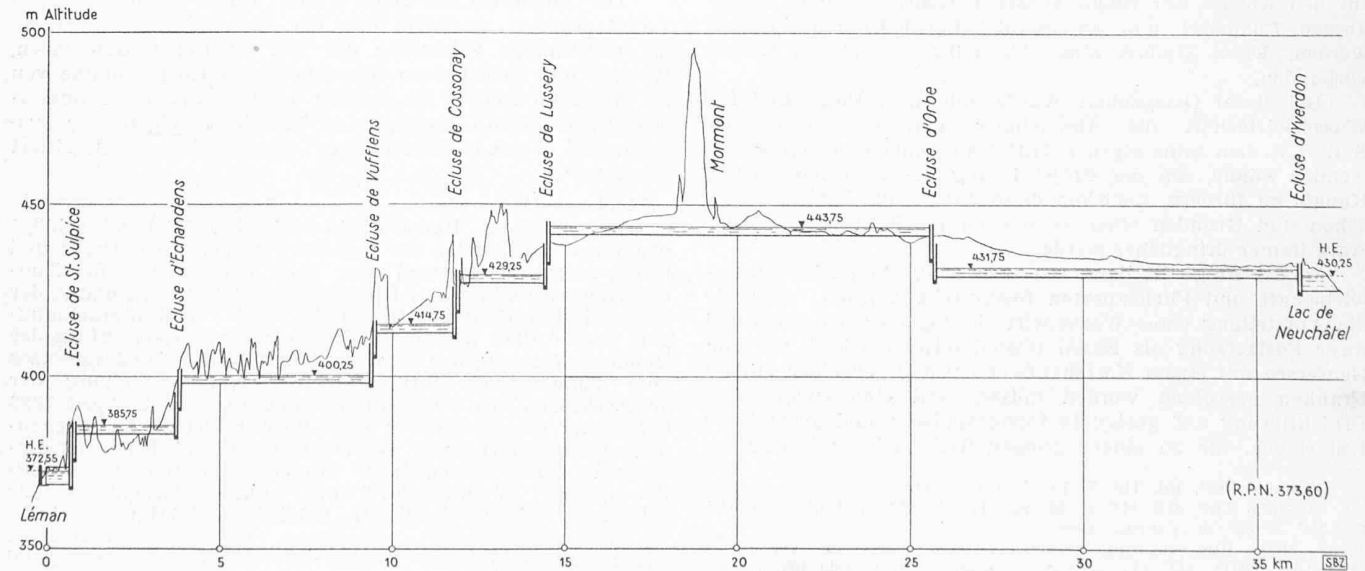 m Altitude
500
450
400
350
Ecluse de St. Sulpice
Ecluse d'Echandens
Ecluse de Vufflens
Ecluse de Cossonay
Ecluse de Lussery
Mormont
Ecluse d'Orbe
Ecluse d'Yverdon
H.E.
372,55
385,75
400,25
414,75
429,25
443,75
431,75
H.E.
430,25
Léman
Lac de
Neuchâtel
(R.P.N. 373,60)
0
5
10
15
20
25
30
35 km
SBZ